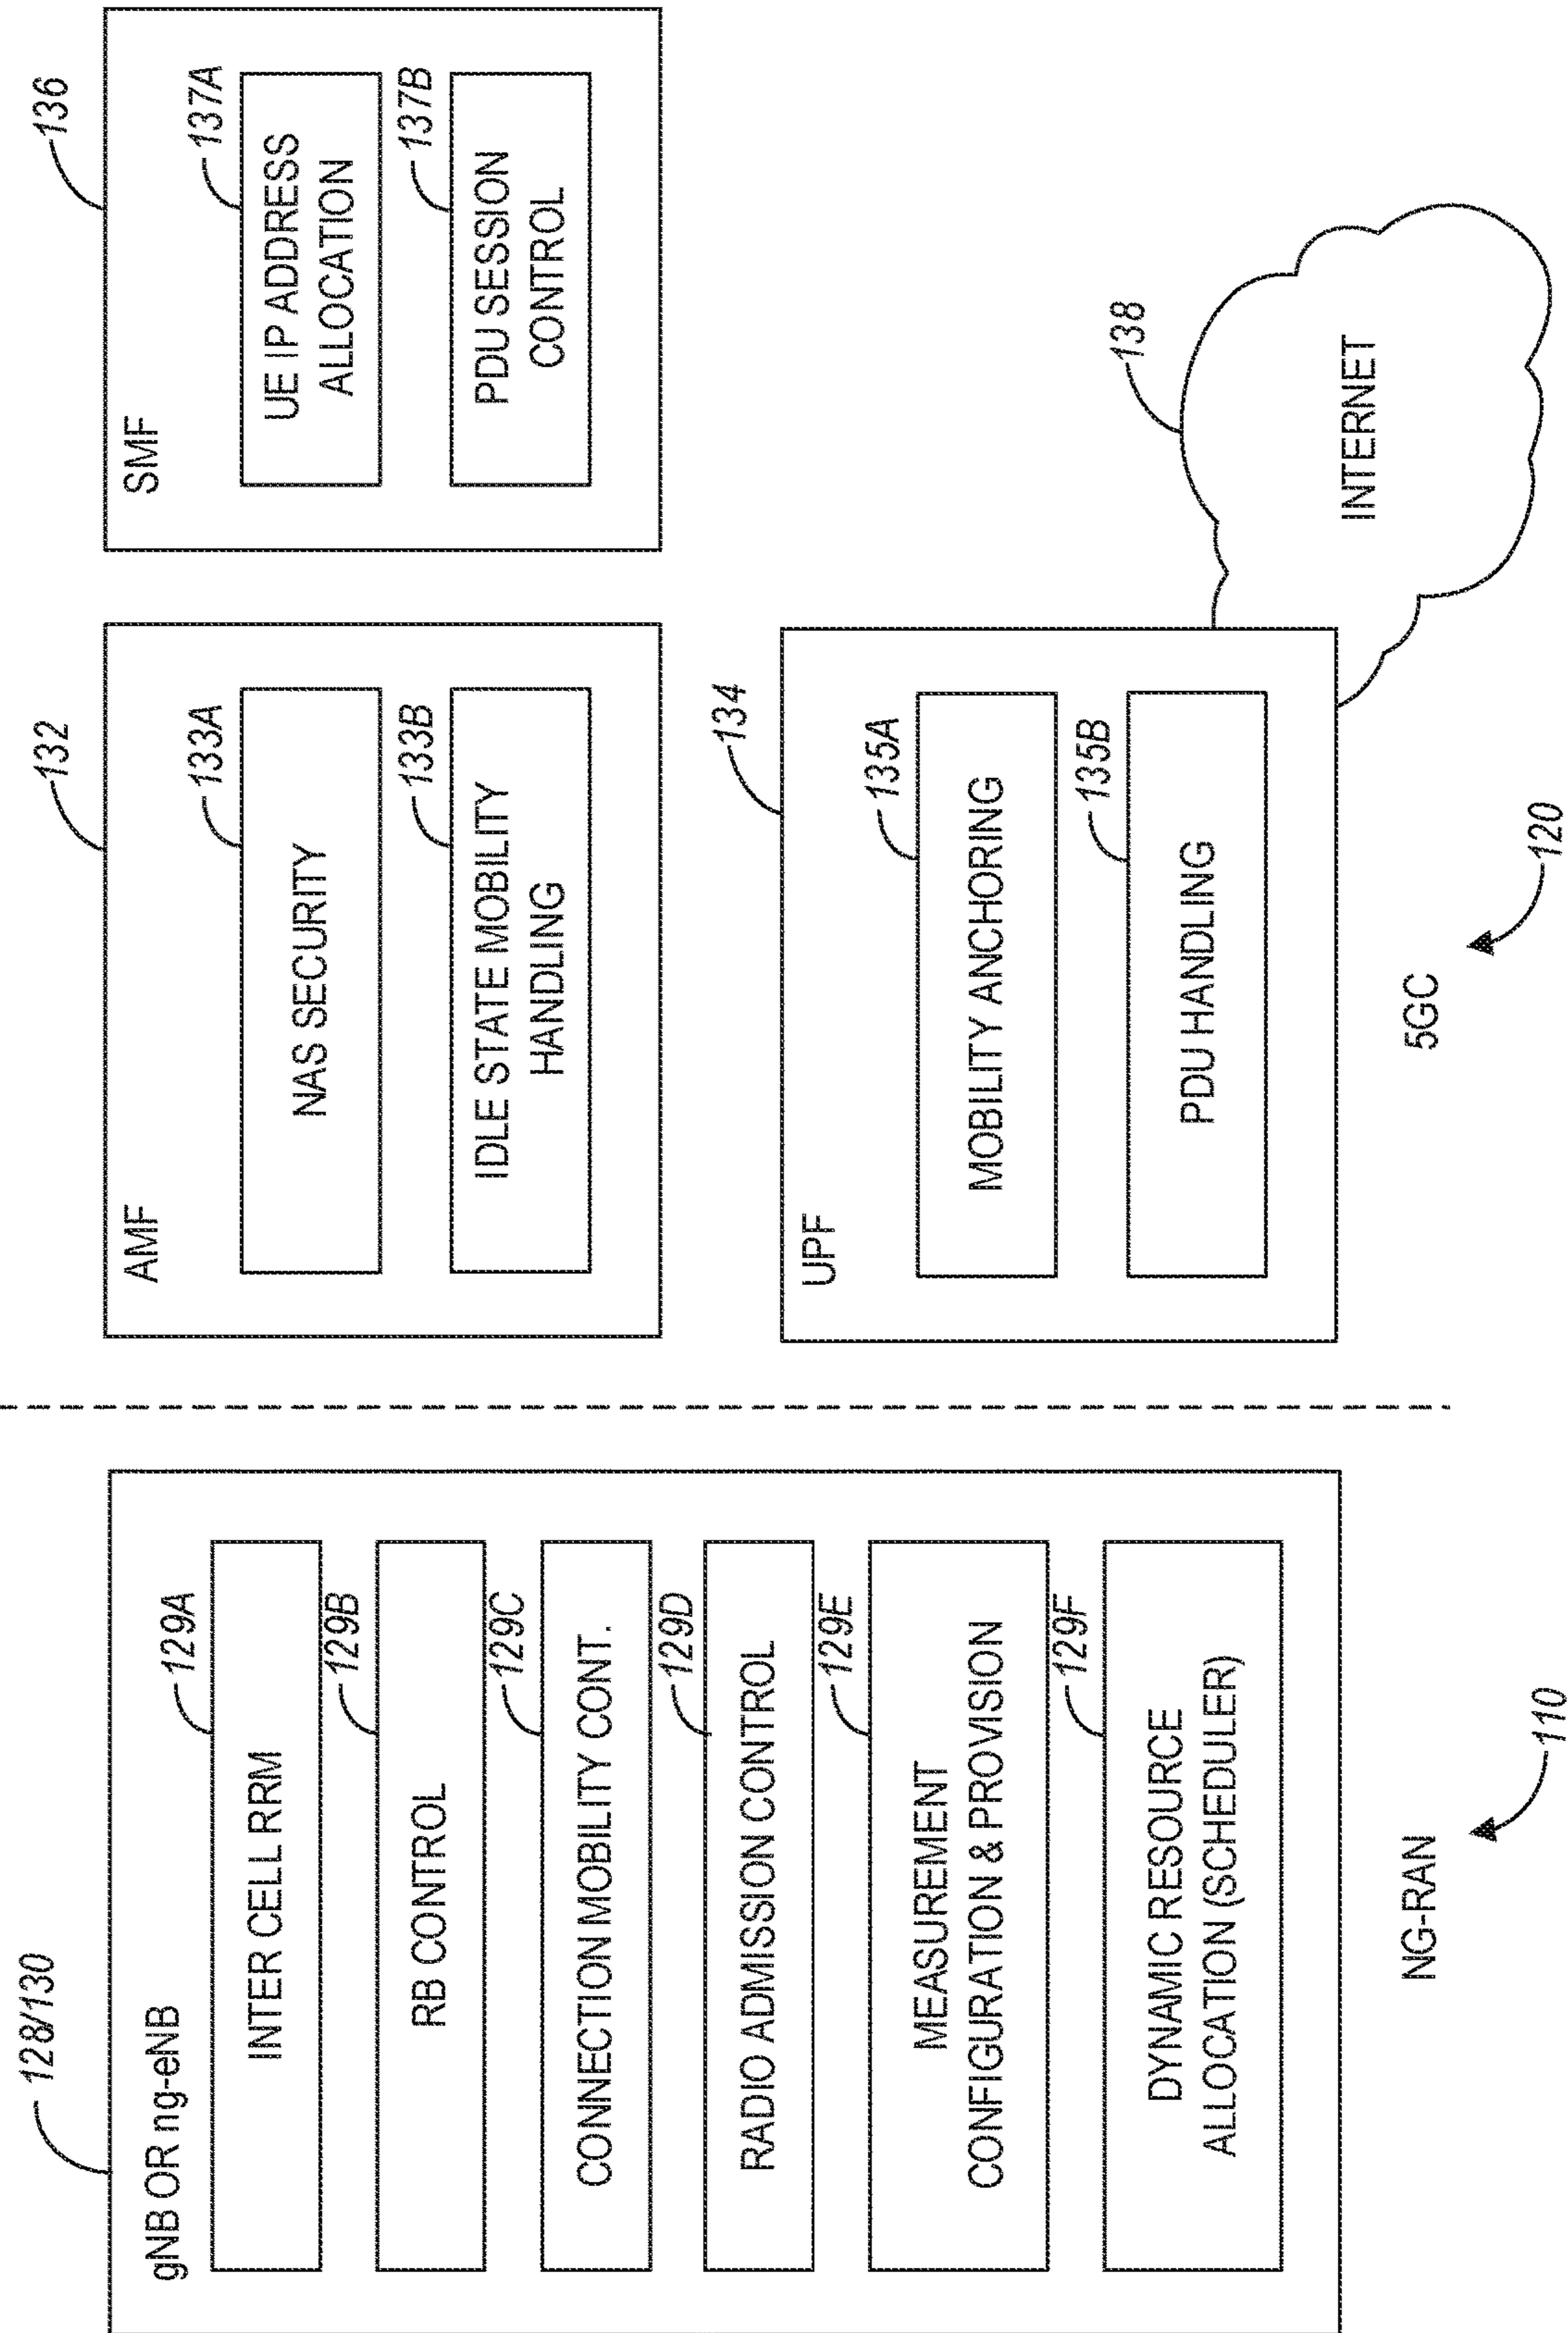 128/130
gNB OR ng-eNB
129A
INTER CELL RRM
129B
RB CONTROL
129C
CONNECTION MOBILITY CONT.
129D
RADIO ADMISSION CONTROL
129E
MEASUREMENT
CONFIGURATION & PROVISION
129F
DYNAMIC RESOURCE
ALLOCATION (SCHEDULER)
NG-RAN
110
132
AMF
133A
NAS SECURITY
133B
IDLE STATE MOBILITY
HANDLING
136
SMF
137A
UE IP ADDRESS
ALLOCATION
137B
PDU SESSION
CONTROL
134
UPF
135A
MOBILITY ANCHORING
135B
PDU HANDLING
138
INTERNET
5GC
120